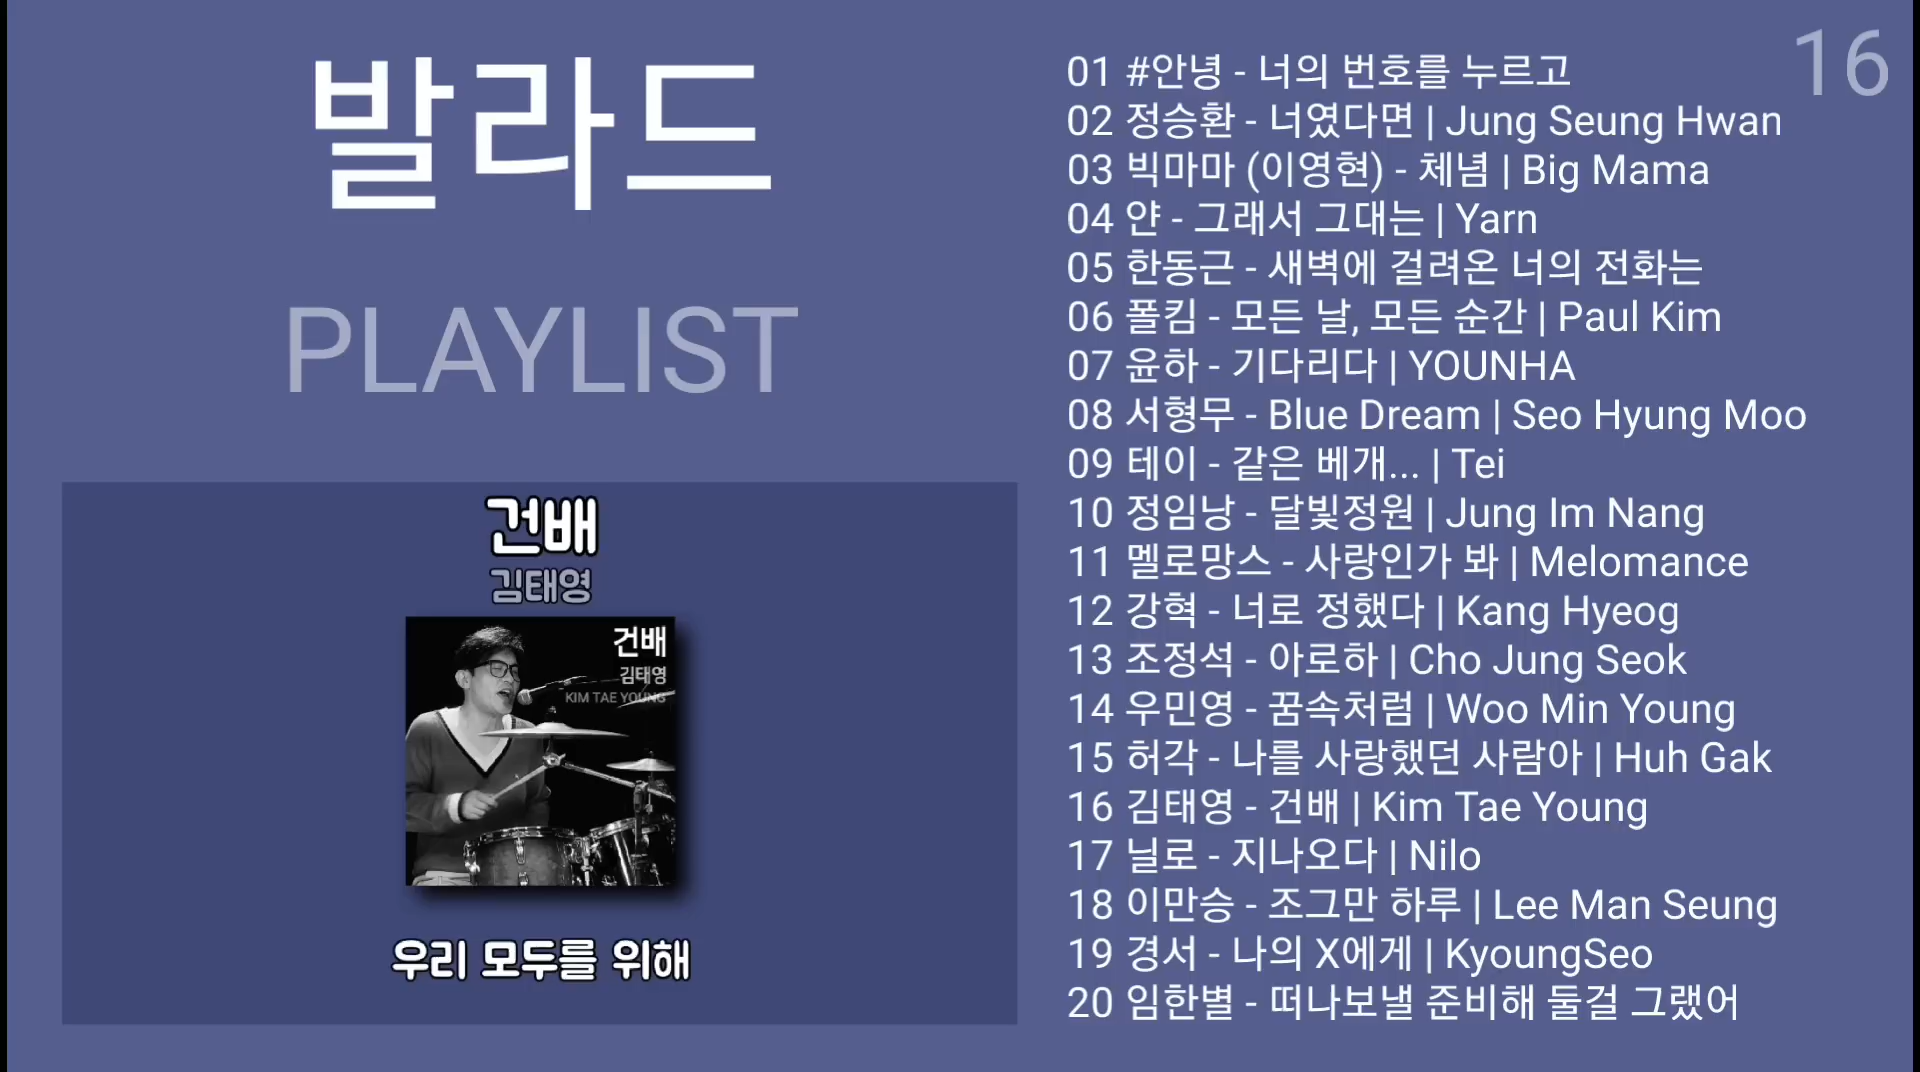 발라드
PLAYLIST
건배
김태영
건배
김태영
KIM TAE YOUNG
우리 모두를 위해
16
01 #안녕 - 너의 번호를 누르고
02 정승환 - 너였다면 | Jung Seung Hwan
03 빅마마 (이영현) - 체념 | Big Mama
04 얀 - 그래서 그대는 | Yarn
05 한동근 - 새벽에 걸려온 너의 전화는
06 폴킴 - 모든 날, 모든 순간 | Paul Kim
07 윤하 - 기다리다 | YOUNHA
08 서형무 - Blue Dream | Seo Hyung Moo
09 테이 - 같은 베개... | Tei
10 정임낭 - 달빛정원 | Jung Im Nang
11 멜로망스 - 사랑인가 봐 | Melomance
12 강혁 - 너로 정했다 | Kang Hyeog
13 조정석 - 아로하 | Cho Jung Seok
14 우민영 - 꿈속처럼 | Woo Min Young
15 허각 - 나를 사랑했던 사람아 | Huh Gak
16 김태영 - 건배 | Kim Tae Young
17 닐로 - 지나오다 | Nilo
18 이만승 - 조그만 하루 | Lee Man Seung
19 경서 - 나의 X에게 | KyoungSeo
20 임한별 - 떠나보낼 준비해 둘걸 그랬어